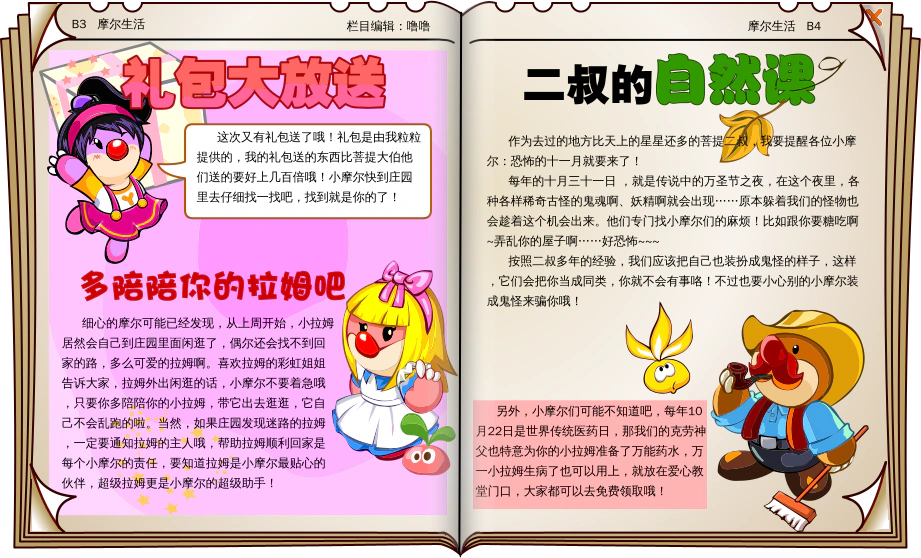 B3 摩尔生活
栏目编辑：噜噜
礼包大放送
这次又有礼包送了哦！礼包是由我粒粒
提供的，我的礼包送的东西比菩提大伯他
们送的要好上几百倍哦！小摩尔快到庄园
里去仔细找一找吧，找到就是你的了！
多陪陪你的拉姆吧
细心的摩尔可能已经发现，从上周开始，小拉姆
居然会自己到庄园里面闲逛了，偶尔还会找不到回
家的路，多么可爱的拉姆啊。喜欢拉姆的彩虹姐姐
告诉大家，拉姆外出闲逛的话，小摩尔不要着急哦
，只要你多陪陪你的小拉姆，带它出去逛逛，它自
己不会乱跑的啦。当然，如果庄园发现迷路的拉姆
，一定要通知拉姆的主人哦，帮助拉姆顺利回家是
每个小摩尔的责任，要知道拉姆是小摩尔最贴心的
伙伴，超级拉姆更是小摩尔的超级助手！
摩尔生活 B4
二叔的自然课
作为去过的地方比天上的星星还多的菩提二叔，我要提醒各位小摩
尔：恐怖的十一月就要来了！
每年的十月三十一日 ，就是传说中的万圣节之夜，在这个夜里，各
种各样稀奇古怪的鬼魂啊、妖精啊就会出现……原本躲着我们的怪物也
会趁着这个机会出来。他们专门找小摩尔们的麻烦！比如跟你要糖吃啊
~弄乱你的屋子啊……好恐怖~~~
按照二叔多年的经验，我们应该把自己也装扮成鬼怪的样子，这样
，它们会把你当成同类，你就不会有事咯！不过也要小心别的小摩尔装
成鬼怪来骗你哦！
另外，小摩尔们可能不知道吧，每年10
月22日是世界传统医药日，那我们的克劳神
父也特意为你的小拉姆准备了万能药水，万
一小拉姆生病了也可以用上，就放在爱心教
堂门口，大家都可以去免费领取哦！